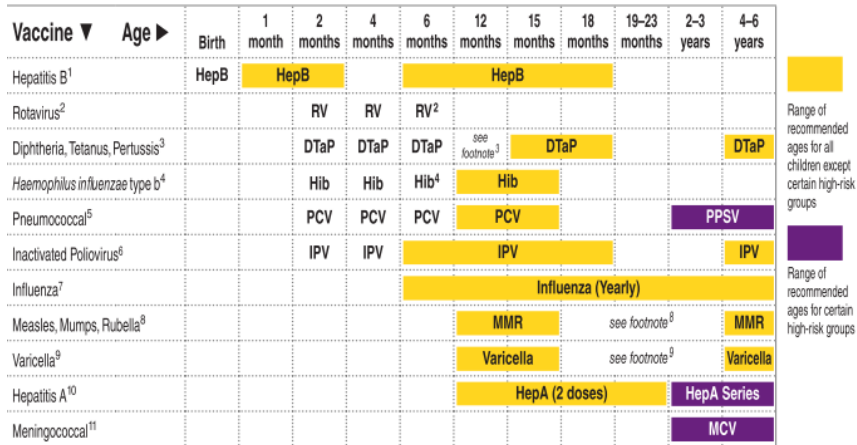 Vaccine ▼ Age ▶ Birth 1 month 2 months 4 months 6 months 12 months 15 months 18 months 19–23 months 2–3 years 4–6 years
Hepatitis B¹ HepB HepB HepB
Rotavirus² RV RV RV²
Diphtheria, Tetanus, Pertussis³ DTaP DTaP DTaP see footnote³ DTaP DTaP
Haemophilus influenzae type b⁴ Hib Hib Hib⁴ Hib
Pneumococcal⁵ PCV PCV PCV PCV PPSV
Inactivated Poliovirus⁶ IPV IPV IPV IPV
Influenza⁷ Influenza (Yearly)
Measles, Mumps, Rubella⁸ MMR see footnote⁸ MMR
Varicella⁹ Varicella see footnote⁹ Varicella
Hepatitis A¹⁰ HepA (2 doses) HepA Series
Meningococcal¹¹ MCV
Range of
recommended
ages for all
children except
certain high-risk
groups
Range of
recommended
ages for certain
high-risk groups